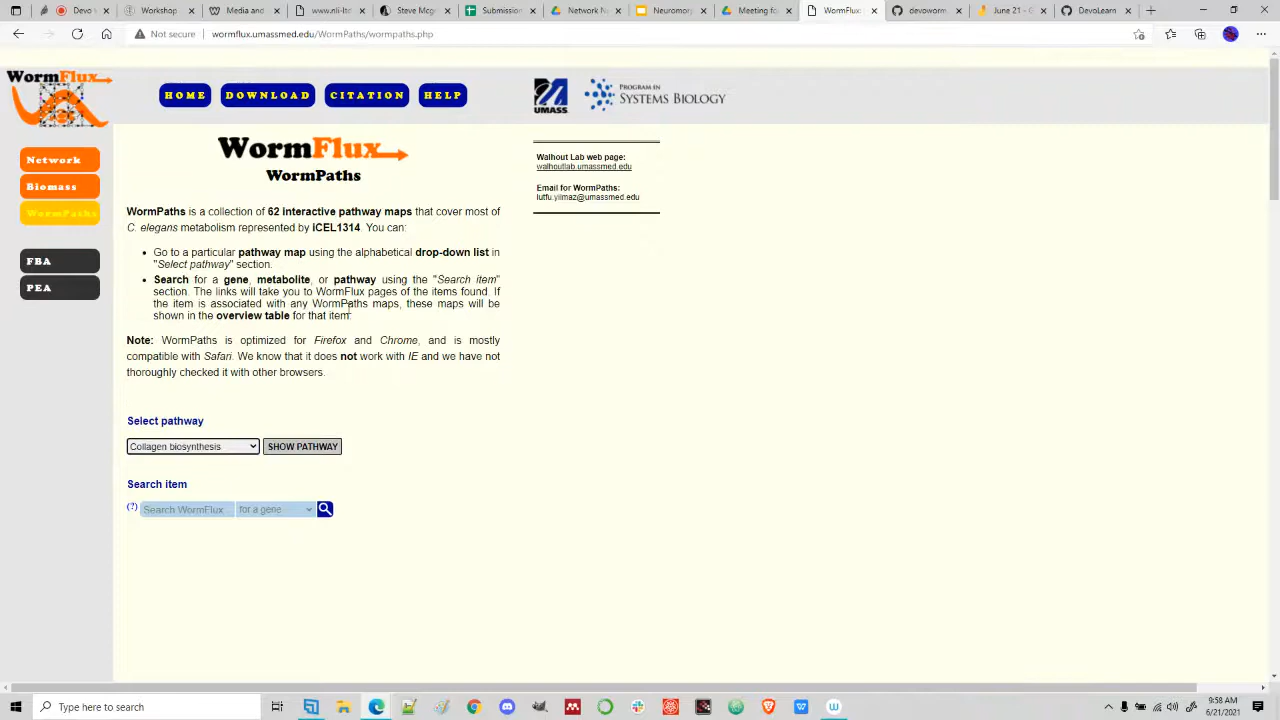 Devo
Steve Mog
Submission
Network N
Neuromorp
Meeting fo
WormFlux
devoworm
June 21 -
DevoLearn
Not secure
wormflux.umassmed.edu/WormPaths/wormpaths.php
WormFlux
HOME
DOWNLOAD
CITATION
HELP
UMASS
PROGRAM IN
SYSTEMS BIOLOGY
Network
Biomass
WormPaths
FBA
PEA
WormFlux
WormPaths
WormPaths is a collection of 62 interactive pathway maps that cover most of
C. elegans metabolism represented by iCEL1314. You can:
• Go to a particular pathway map using the alphabetical drop-down list in
"Select pathway" section.
• Search for a gene, metabolite, or pathway using the "Search item"
section. The links will take you to WormFlux pages of the items found. If
the item is associated with any WormPaths maps, these maps will be
shown in the overview table for that item.
Note: WormPaths is optimized for Firefox and Chrome, and is mostly
compatible with Safari. We know that it does not work with IE and we have not
thoroughly checked it with other browsers.
Select pathway
Collagen biosynthesis
SHOW PATHWAY
Search item
(?)
Search WormFlux...
for a gene
Walhout Lab web page:
walhoutlab.umassmed.edu
Email for WormPaths:
lutfu.yilmaz@umassmed.edu
Type here to search
9:58 AM
6/21/2021